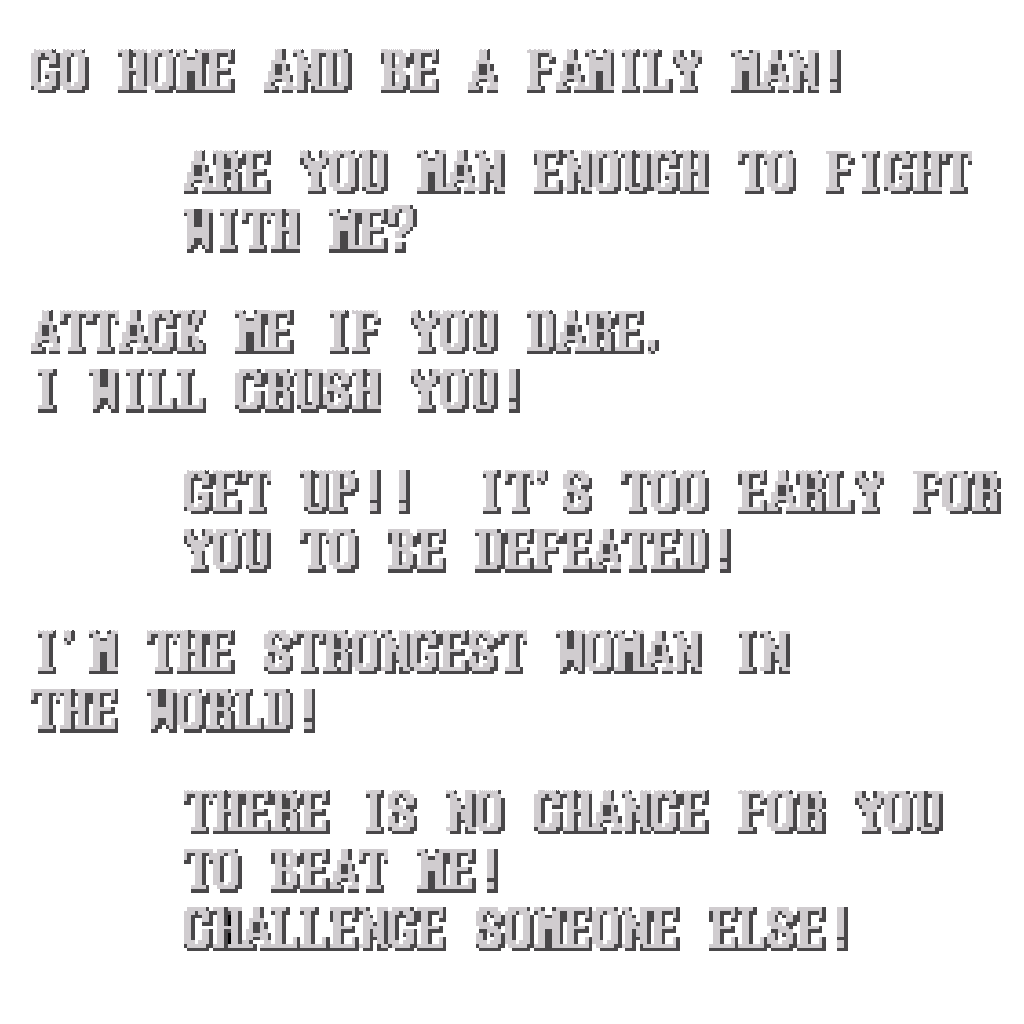 GO HOME AND BE A FAMILY MAN!
ARE YOU MAN ENOUGH TO FIGHT
WITH ME?
ATTACK ME IF YOU DARE,
I WILL CRUSH YOU!
GET UP!! IT'S TOO EARLY FOR
YOU TO BE DEFEATED!
I'M THE STRONGEST WOMAN IN
THE WORLD!
THERE IS NO CHANCE FOR YOU
TO BEAT ME!
CHALLENGE SOMEONE ELSE!